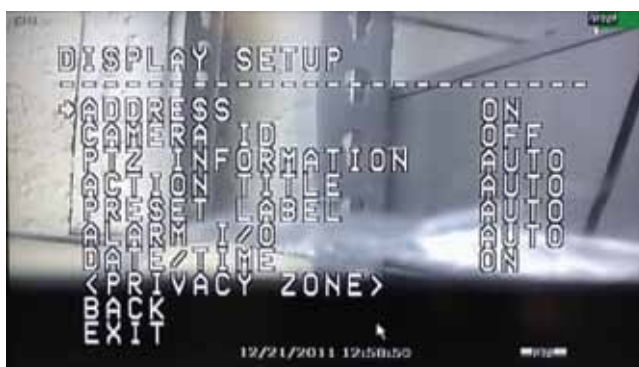 DISPLAY SETUP
ADDRESS ON
CAMERA ID OFF
PTZ INFORMATION AUTO
ACTION TITLE AUTO
PRESET LABEL AUTO
ALARM I/O AUTO
DATE/TIME ON
<PRIVACY ZONE>
BACK
EXIT
12/21/2011 12:58:50